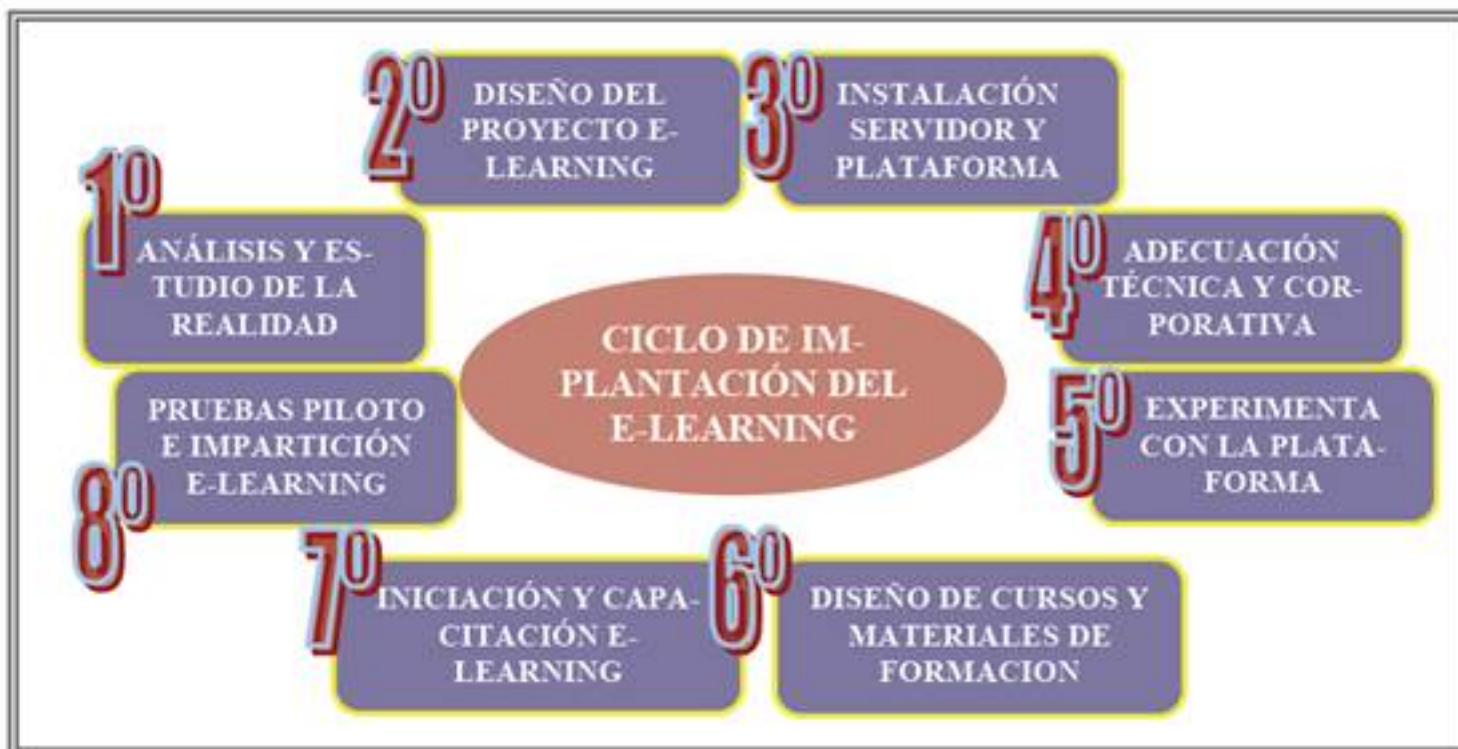 1º
ANÁLISIS Y ES-
TUDIO DE LA
REALIDAD
2º
DISEÑO DEL
PROYECTO E-
LEARNING
3º
INSTALACIÓN
SERVIDOR Y
PLATAFORMA
4º
ADECUACIÓN
TÉCNICA Y COR-
PORATIVA
5º
EXPERIMENTA
CON LA PLATA-
FORMA
6º
DISEÑO DE CURSOS Y
MATERIALES DE
FORMACION
7º
INICIACIÓN Y CAPA-
CITACIÓN E-
LEARNING
8º
PRUEBAS PILOTO
E IMPARTICIÓN
E-LEARNING
CICLO DE IM-
PLANTACIÓN DEL
E-LEARNING